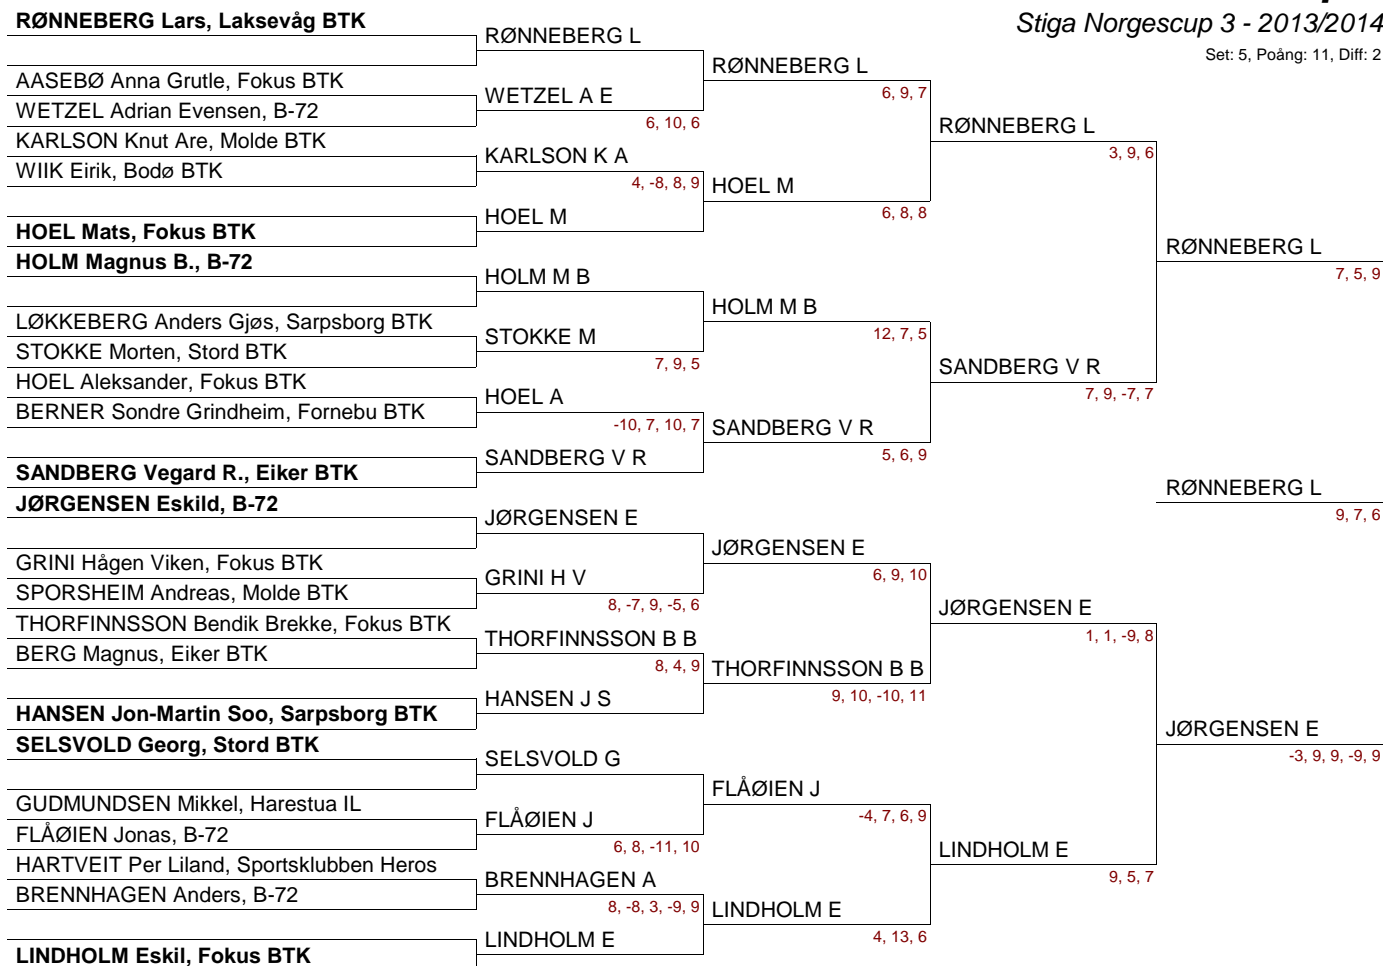 RØNNEBERG Lars, Laksevåg BTK
Stiga Norgescup 3 - 2013/2014
RØNNEBERG L
Set: 5, Poång: 11, Diff: 2
RØNNEBERG L
AASEBØ Anna Grutle, Fokus BTK
6, 9, 7
WETZEL A E
WETZEL Adrian Evensen, B-72
6, 10, 6
RØNNEBERG L
KARLSON Knut Are, Molde BTK
3, 9, 6
KARLSON K A
WIIK Eirik, Bodø BTK
4, -8, 8, 9
HOEL M
6, 8, 8
HOEL M
HOEL Mats, Fokus BTK
RØNNEBERG L
HOLM Magnus B., B-72
7, 5, 9
HOLM M B
HOLM M B
LØKKEBERG Anders Gjøs, Sarpsborg BTK
12, 7, 5
STOKKE M
STOKKE Morten, Stord BTK
7, 9, 5
SANDBERG V R
HOEL Aleksander, Fokus BTK
7, 9, -7, 7
HOEL A
BERNER Sondre Grindheim, Fornebu BTK
-10, 7, 10, 7
SANDBERG V R
5, 6, 9
SANDBERG V R
SANDBERG Vegard R., Eiker BTK
RØNNEBERG L
JØRGENSEN Eskild, B-72
9, 7, 6
JØRGENSEN E
JØRGENSEN E
GRINI Hågen Viken, Fokus BTK
6, 9, 10
GRINI H V
SPORSHEIM Andreas, Molde BTK
8, -7, 9, -5, 6
JØRGENSEN E
THORFINNSSON Bendik Brekke, Fokus BTK
1, 1, -9, 8
THORFINNSSON B B
BERG Magnus, Eiker BTK
8, 4, 9
THORFINNSSON B B
9, 10, -10, 11
HANSEN J S
HANSEN Jon-Martin Soo, Sarpsborg BTK
JØRGENSEN E
SELSVOLD Georg, Stord BTK
-3, 9, 9, -9, 9
SELSVOLD G
FLÅØIEN J
GUDMUNDSEN Mikkel, Harestua IL
-4, 7, 6, 9
FLÅØIEN J
FLÅØIEN Jonas, B-72
6, 8, -11, 10
LINDHOLM E
HARTVEIT Per Liland, Sportsklubben Heros
9, 5, 7
BRENNHAGEN A
BRENNHAGEN Anders, B-72
8, -8, 3, -9, 9
LINDHOLM E
4, 13, 6
LINDHOLM E
LINDHOLM Eskil, Fokus BTK